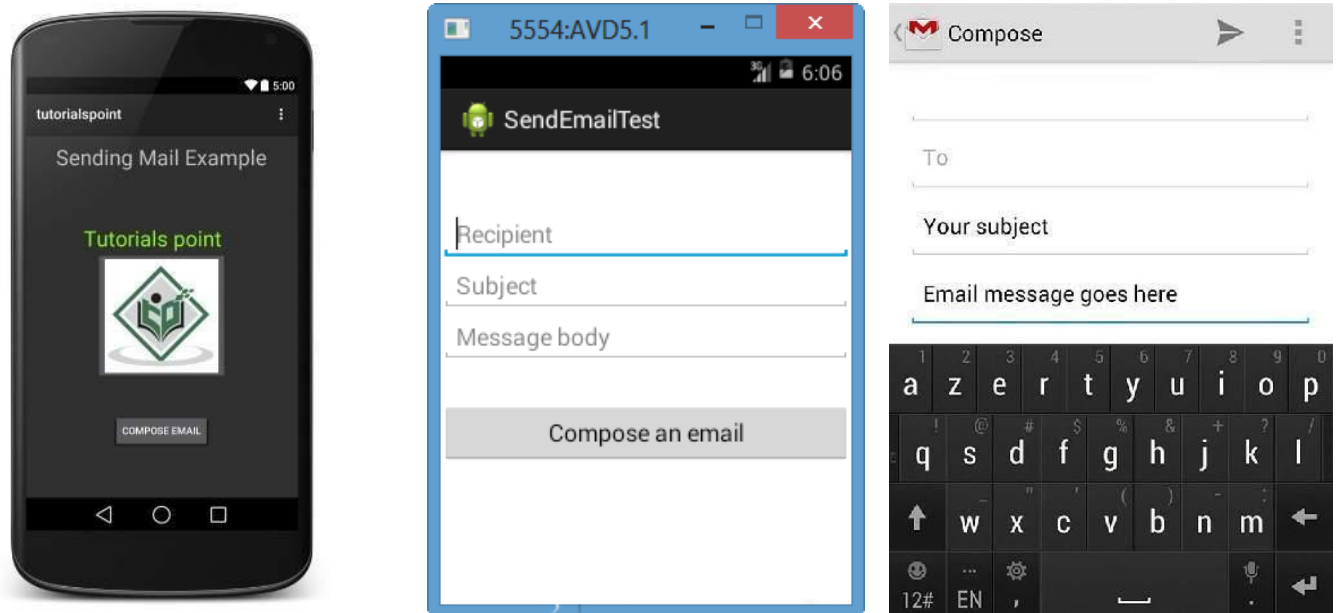 5:00
tutorialspoint
Sending Mail Example
Tutorials point
COMPOSE EMAIL
5554:AVD5.1
3G 6:06
SendEmailTest
Recipient
Subject
Message body
Compose an email
Compose
To
Your subject
Email message goes here
1 2 3 4 5 6 7 8 9 0
a z e r t y u i o p
! @ # $ % & + ? /
q s d f g h j k l
_ " ' ( ) - :
w x c v b n m
12# EN , .